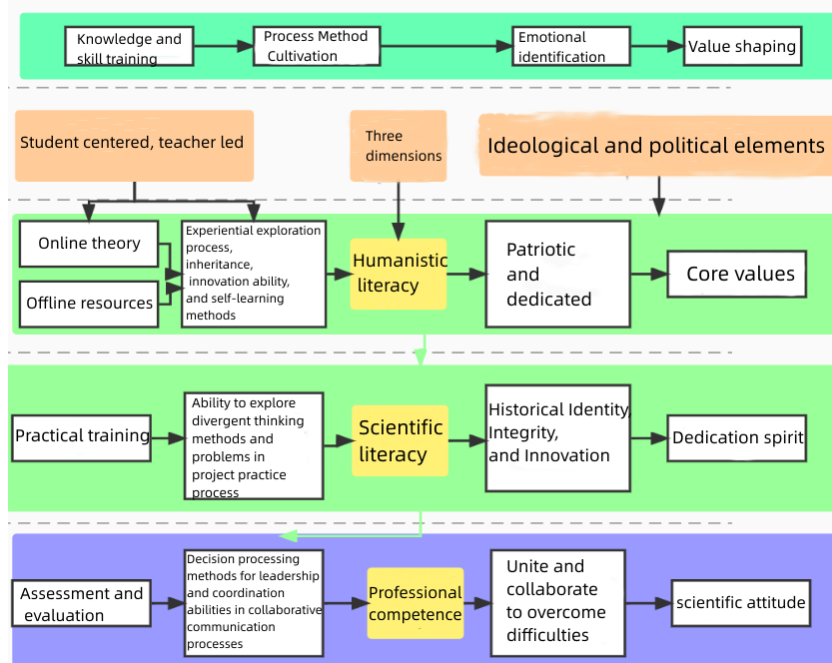 Knowledge and
skill training
Process Method
Cultivation
Emotional
identification
Value shaping
Student centered, teacher led
Three
dimensions
Ideological and political elements
Online theory
Offline resources
Experiential exploration
process,
inheritance,
innovation ability,
and self-learning
methods
Humanistic
literacy
Patriotic
and
dedicated
Core values
Practical training
Ability to explore
divergent thinking
methods and
problems in
project practice
process
Scientific
literacy
Historical Identity,
Integrity,
and Innovation
Dedication spirit
Assessment and
evaluation
Decision processing
methods for leadership
and coordination
abilities in collaborative
communication
processes
Professional
competence
Unite and
collaborate
to overcome
difficulties
scientific attitude